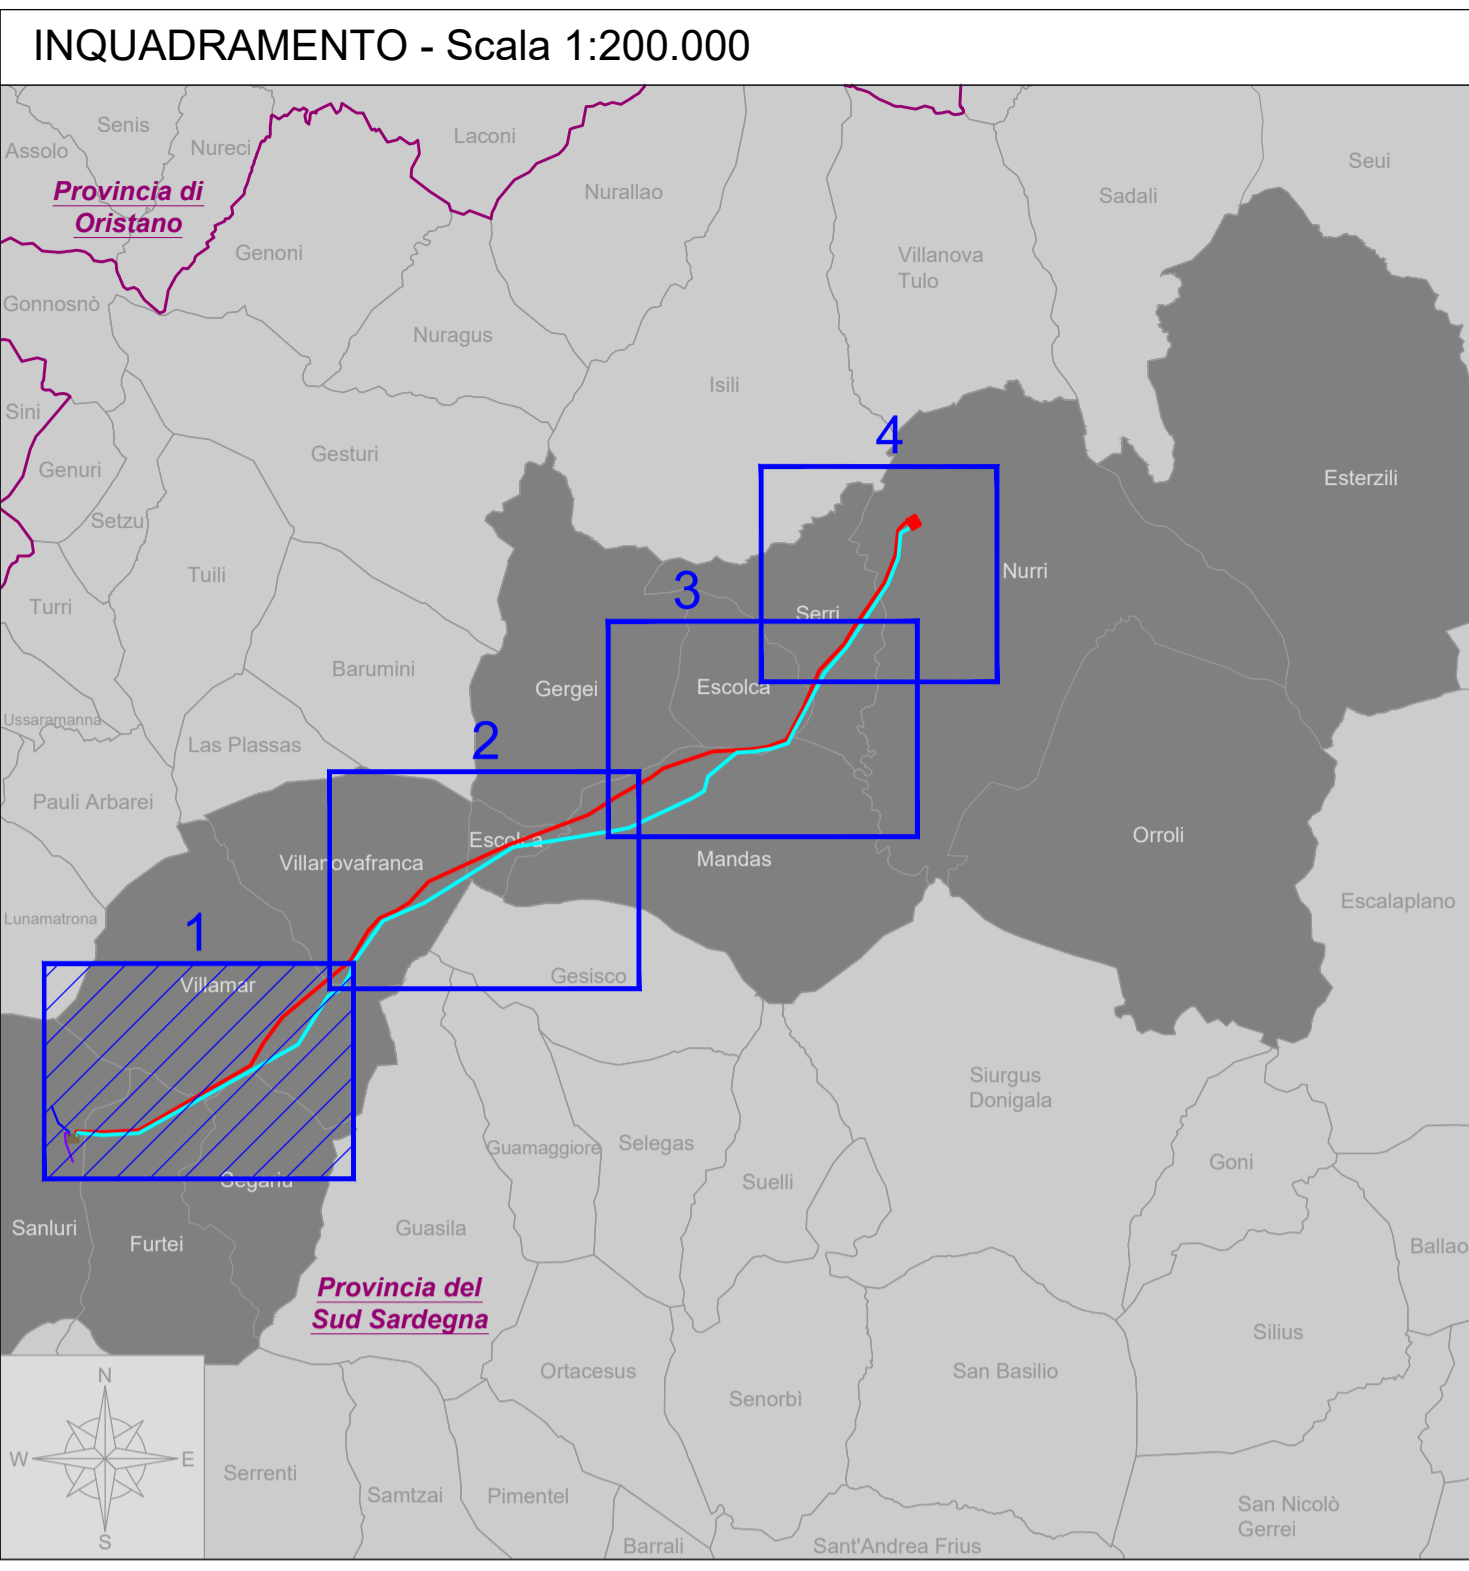 INQUADRAMENTO - Scala 1:200.000
Senis
Assolo
Nureci
Laconi
Seui
Provincia di
Oristano
Nurallao
Sadali
Genoni
Villanova
Tulo
Gonnosnò
Nuragus
Isili
Sini
4
Genuri
Gesturi
Esterzili
Setzu
Tuili
Nurri
3
Turri
Serri
Barumini
Gergei
Escolca
Ussaramanna
Las Plassas
2
Pauli Arbarei
Escolca
Orroli
Villanovafranca
Mandas
Lunamatrona
1
Escalaplano
Villamar
Gesisco
Siurgus
Donigala
Guamaggiore
Selegas
Goni
Segariu
Suelli
Sanluri
Furtei
Guasila
Ballao
Provincia del
Sud Sardegna
Silius
N
Ortacesus
San Basilio
Senorbì
W
E
Serrenti
Samtzai
Pimentel
San Nicolò
Gerrei
S
Barrali
Sant'Andrea Frius